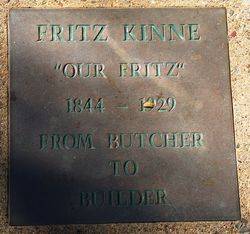 FRITZ KINNE
"OUR FRITZ"
1844 - 1929
FROM BUTCHER
TO
BUILDER